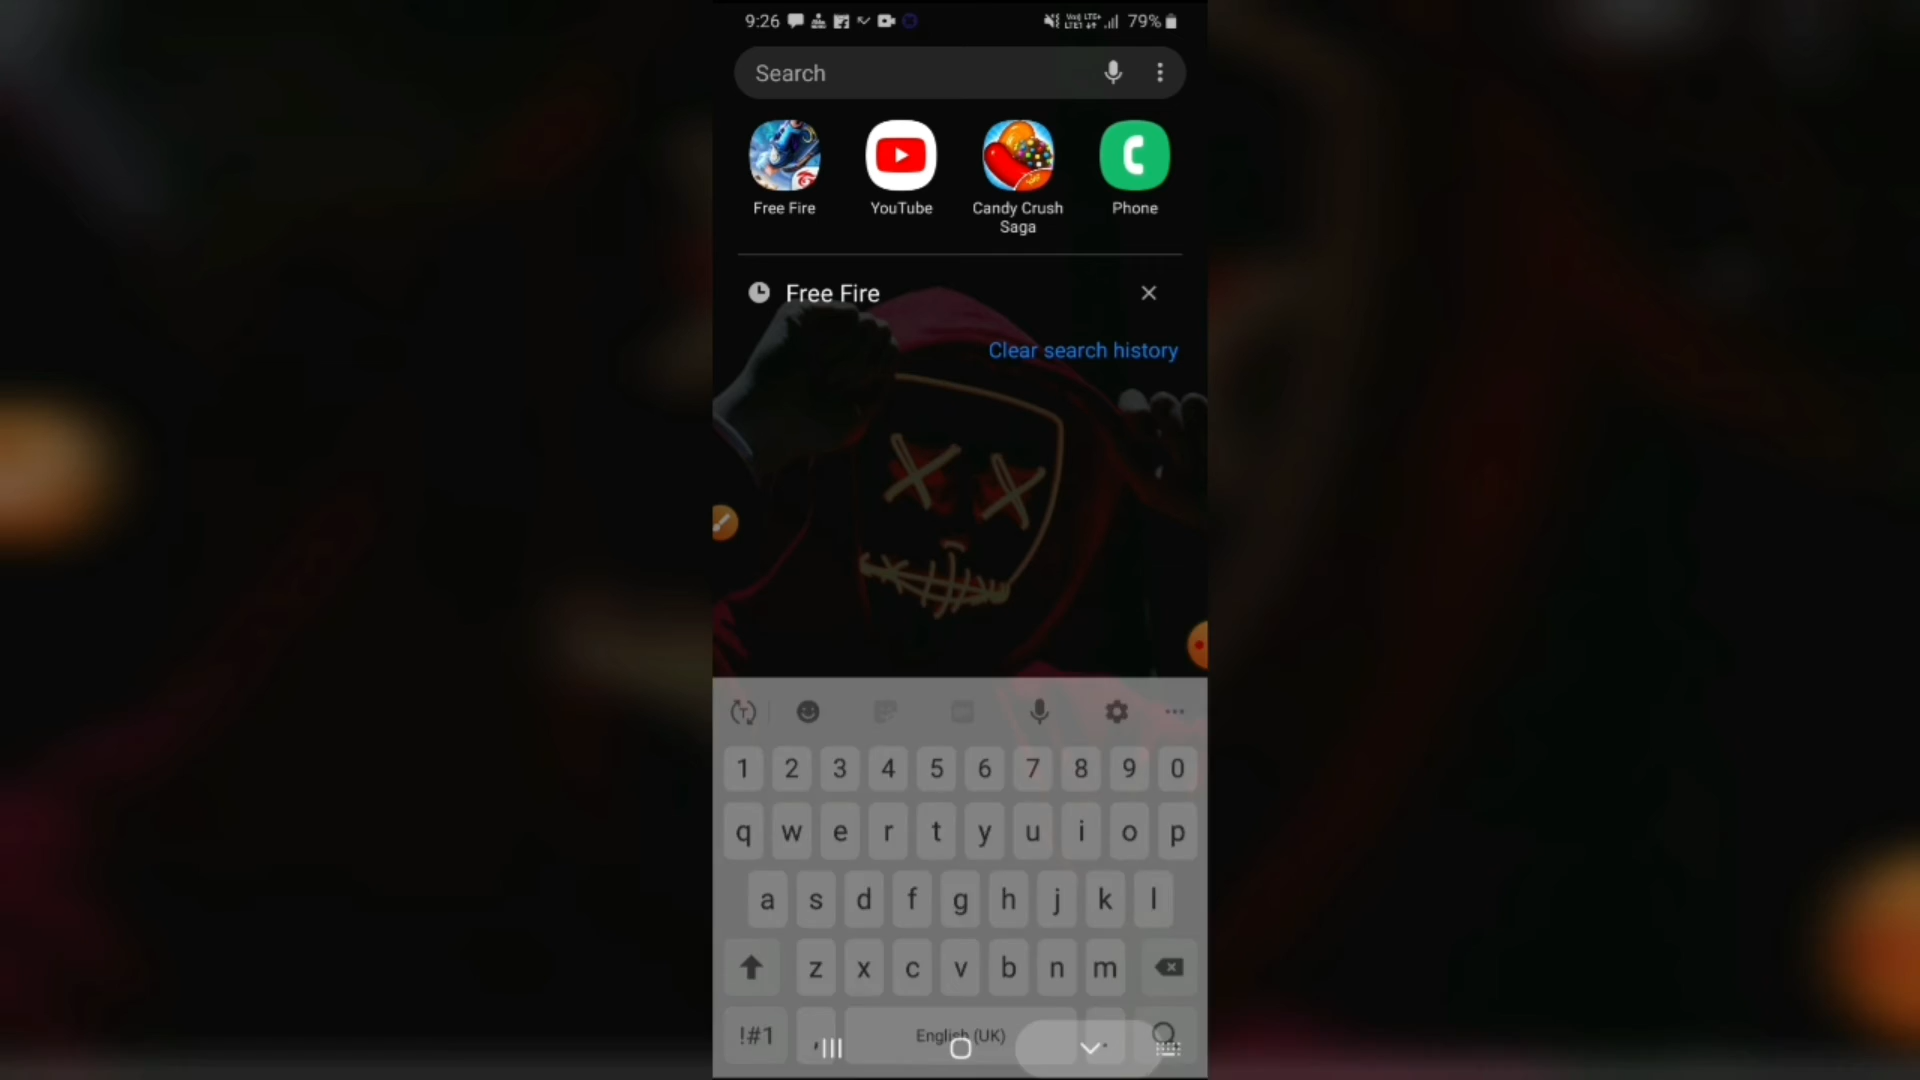 9:26
79%
Search
Free Fire
YouTube
Candy Crush
Saga
Phone
Free Fire
Clear search history
1 2 3 4 5 6 7 8 9 0
q w e r t y u i o p
a s d f g h j k l
z x c v b n m
!#1 , English (UK) .